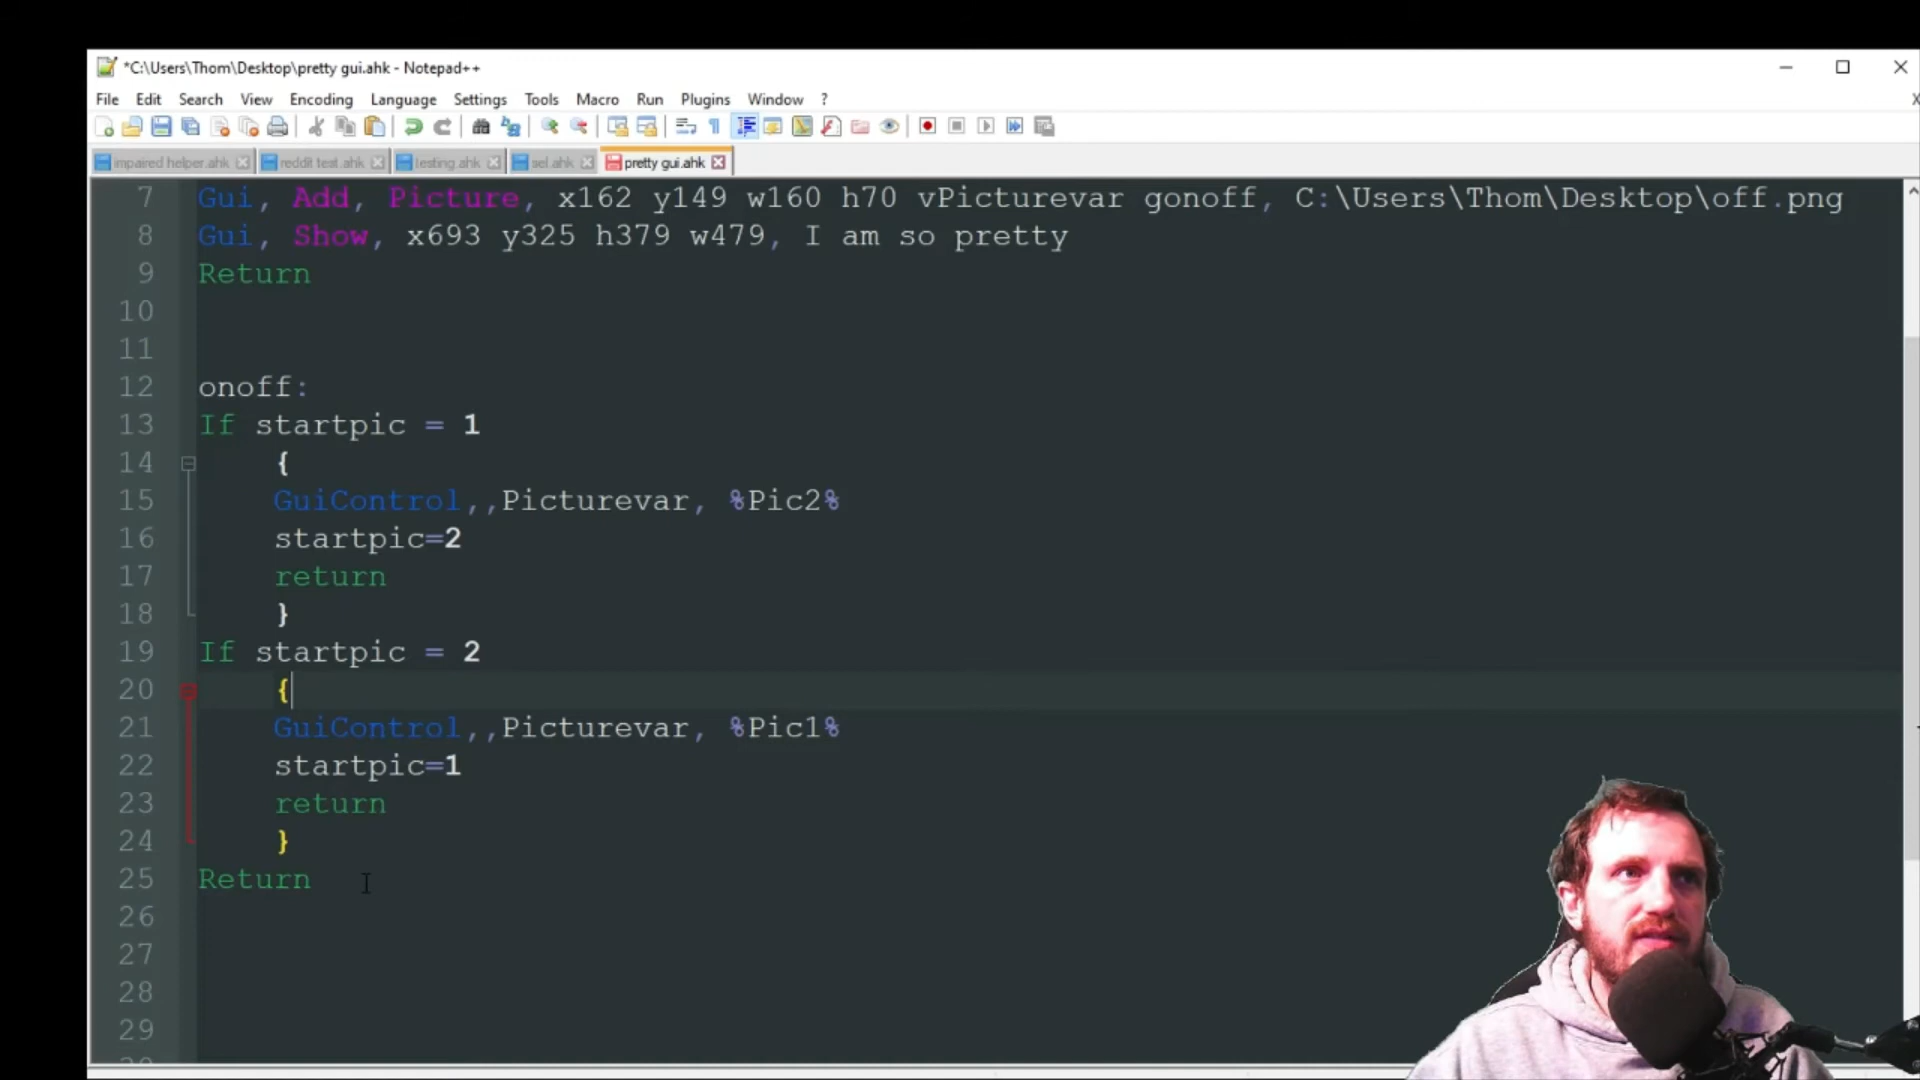 *C:\Users\Thom\Desktop\pretty gui.ahk - Notepad++
File Edit Search View Encoding Language Settings Tools Macro Run Plugins Window ?
impaired helper.ahk reddit test.ahk testing.ahk sel.ahk pretty gui.ahk
7 Gui, Add, Picture, x162 y149 w160 h70 vPicturevar gonoff, C:\Users\Thom\Desktop\off.png
8 Gui, Show, x693 y325 h379 w479, I am so pretty
9 Return
10
11
12 onoff:
13 If startpic = 1
14 {
15 GuiControl,,Picturevar, %Pic2%
16 startpic=2
17 return
18 }
19 If startpic = 2
20 {
21 GuiControl,,Picturevar, %Pic1%
22 startpic=1
23 return
24 }
25 Return
26
27
28
29